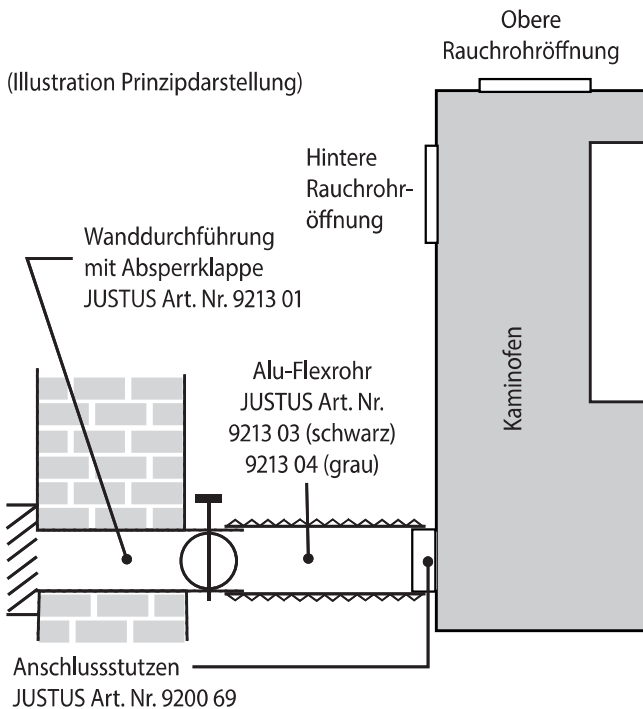 Obere
Rauchrohröffnung
(Illustration Prinzipdarstellung)
Hintere
Rauchrohr-
öffnung
Wanddurchführung
mit Absperrklappe
JUSTUS Art. Nr. 9213 01
Alu-Flexrohr
JUSTUS Art. Nr.
9213 03 (schwarz)
9213 04 (grau)
Kaminofen
Anschlussstutzen
JUSTUS Art. Nr. 9200 69